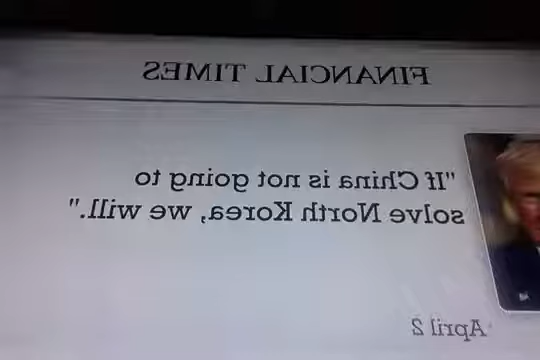 FINANCIAL TIMES
"If China is not going to
solve North Korea, we will."
April 2